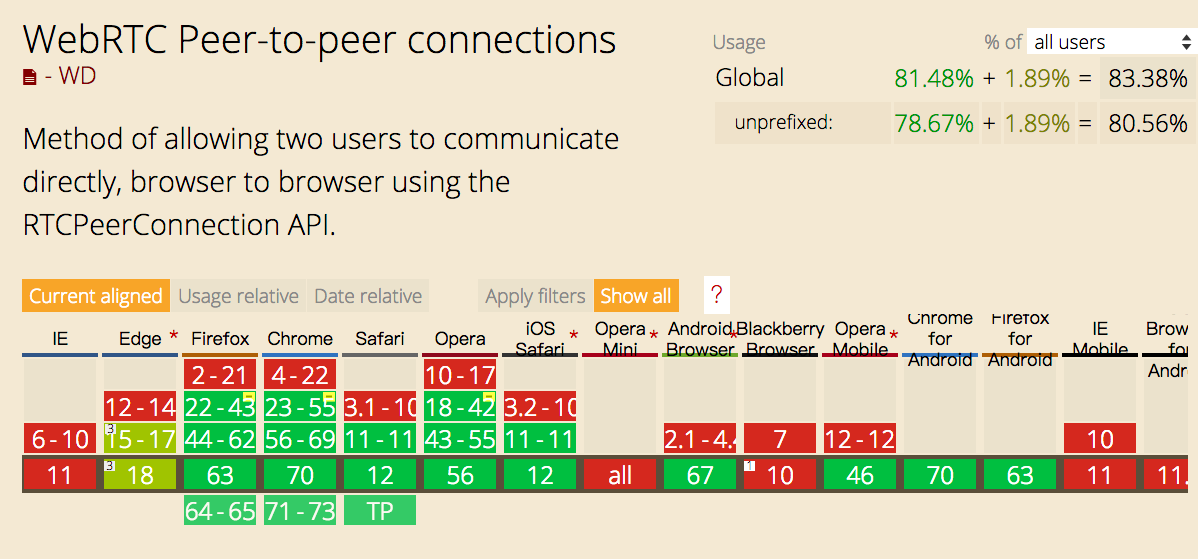 WebRTC Peer-to-peer connections
- WD
Usage % of all users
Global 81.48% + 1.89% = 83.38%
unprefixed: 78.67% + 1.89% = 80.56%
Method of allowing two users to communicate
directly, browser to browser using the
RTCPeerConnection API.
Current aligned Usage relative Date relative Apply filters Show all ?
IE
Edge *
Firefox
Chrome
Safari
Opera
iOS
Safari *
Opera
Mini *
Android
Browser *
Blackberry
Browser
Opera
Mobile *
Chrome
for
Android
Firefox
for
Android
IE
Mobile
Brow
for
Andr
2-21 4-22 10-17
12-14 22-43 23-55 3.1-10 18-42 3.2-10
6-10 3 15-17 44-62 56-69 11-11 43-55 11-11 2.1-4.4 7 12-12 10
11 3 18 63 70 12 56 12 all 67 1 10 46 70 63 11 11.
64-65 71-73 TP